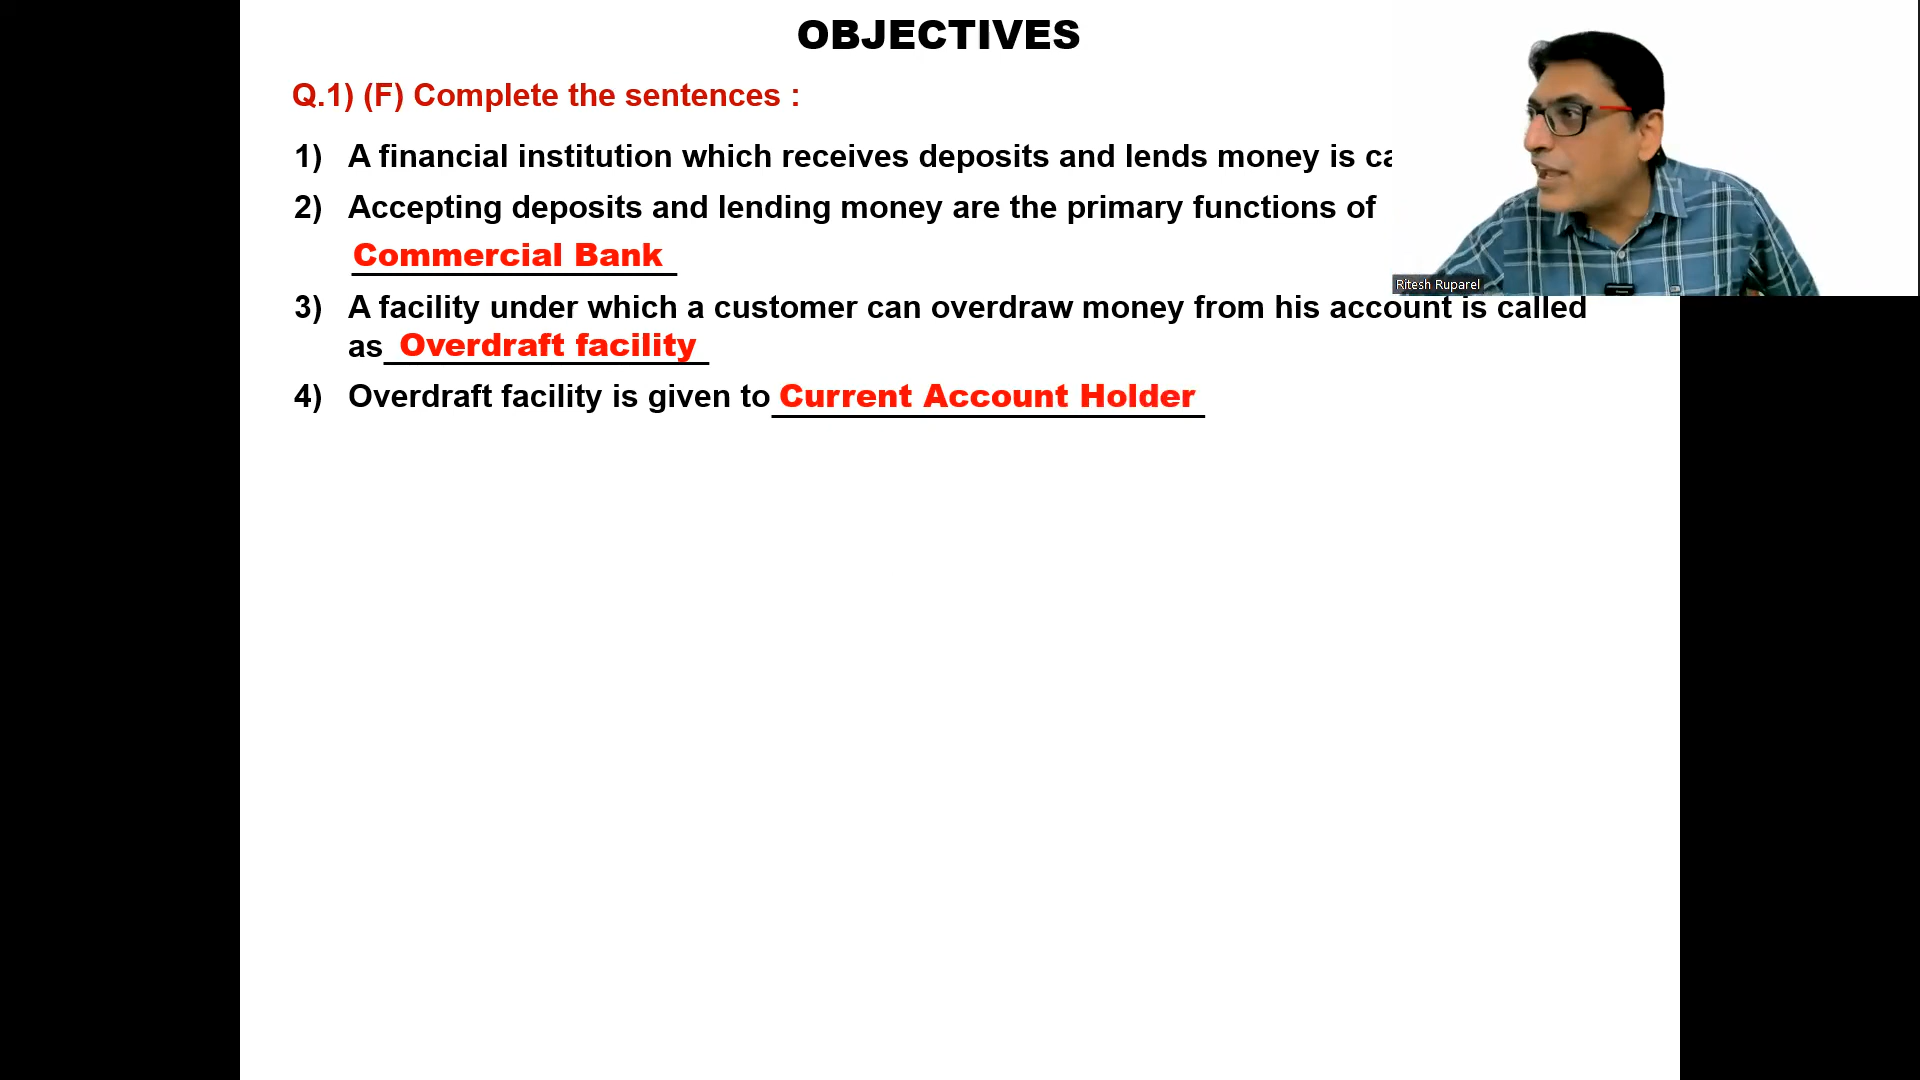 OBJECTIVES
Q.1) (F) Complete the sentences :
1) A financial institution which receives deposits and lends money is
2) Accepting deposits and lending money are the primary functions of
Commercial Bank
Ritesh Ruparel
3) A facility under which a customer can overdraw money from his account is called
as Overdraft facility
4) Overdraft facility is given to Current Account Holder